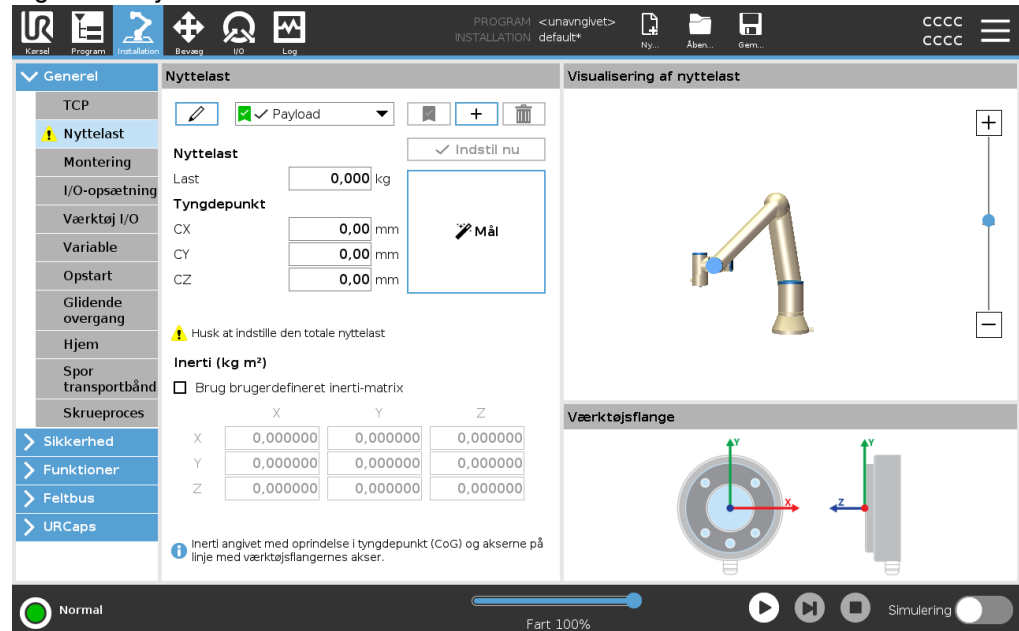 PROGRAM <unavngivet>
INSTALLATION default*
Kørsel Program Installation Bevæg I/O Log
Ny... Åben... Gem...
CCCC
CCCC
Generel
TCP
Nyttelast
Montering
I/O-opsætning
Værktøj I/O
Variable
Opstart
Glidende
overgang
Hjem
Spor
transportbånd
Skrueproces
Sikkerhed
Funktioner
Feltbus
URCaps
Nyttelast
Payload
Indstil nu
Nyttelast
Last 0,000 kg
Tyngdepunkt
CX 0,00 mm
CY 0,00 mm
CZ 0,00 mm
Mål
Husk at indstille den totale nyttelast
Inerti (kg m²)
Brug brugerdefineret inerti-matrix
X Y Z
X 0,000000 0,000000 0,000000
Y 0,000000 0,000000 0,000000
Z 0,000000 0,000000 0,000000
Inerti angivet med oprindelse i tyngdepunkt (CoG) og akserne på
linje med værktøjsflangernes akser.
Visualisering af nyttelast
Værktøjsflange
Y
X
Y
Z
Normal
Fart 100%
Simulering